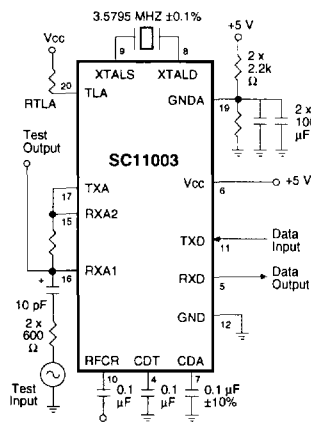 3.5795 MHZ ±0.1%
Vcc
9
8
+5 V
XTALS
XTALD
2 x
2.2k
Ω
20
TLA
RTLA
GNDA
19
2 x
10
µF
Test
Output
SC11003
TXA
17
Vcc
6
+5 V
RXA2
15
TXD
11
Data
Input
RXA1
16
+
RXD
5
Data
Output
10 pF
GND
12
2 x
600
Ω
RFCR
CDT
CDA
10
4
7
Test
Input
0.1
µF
0.1
µF
0.1 µF
±10%